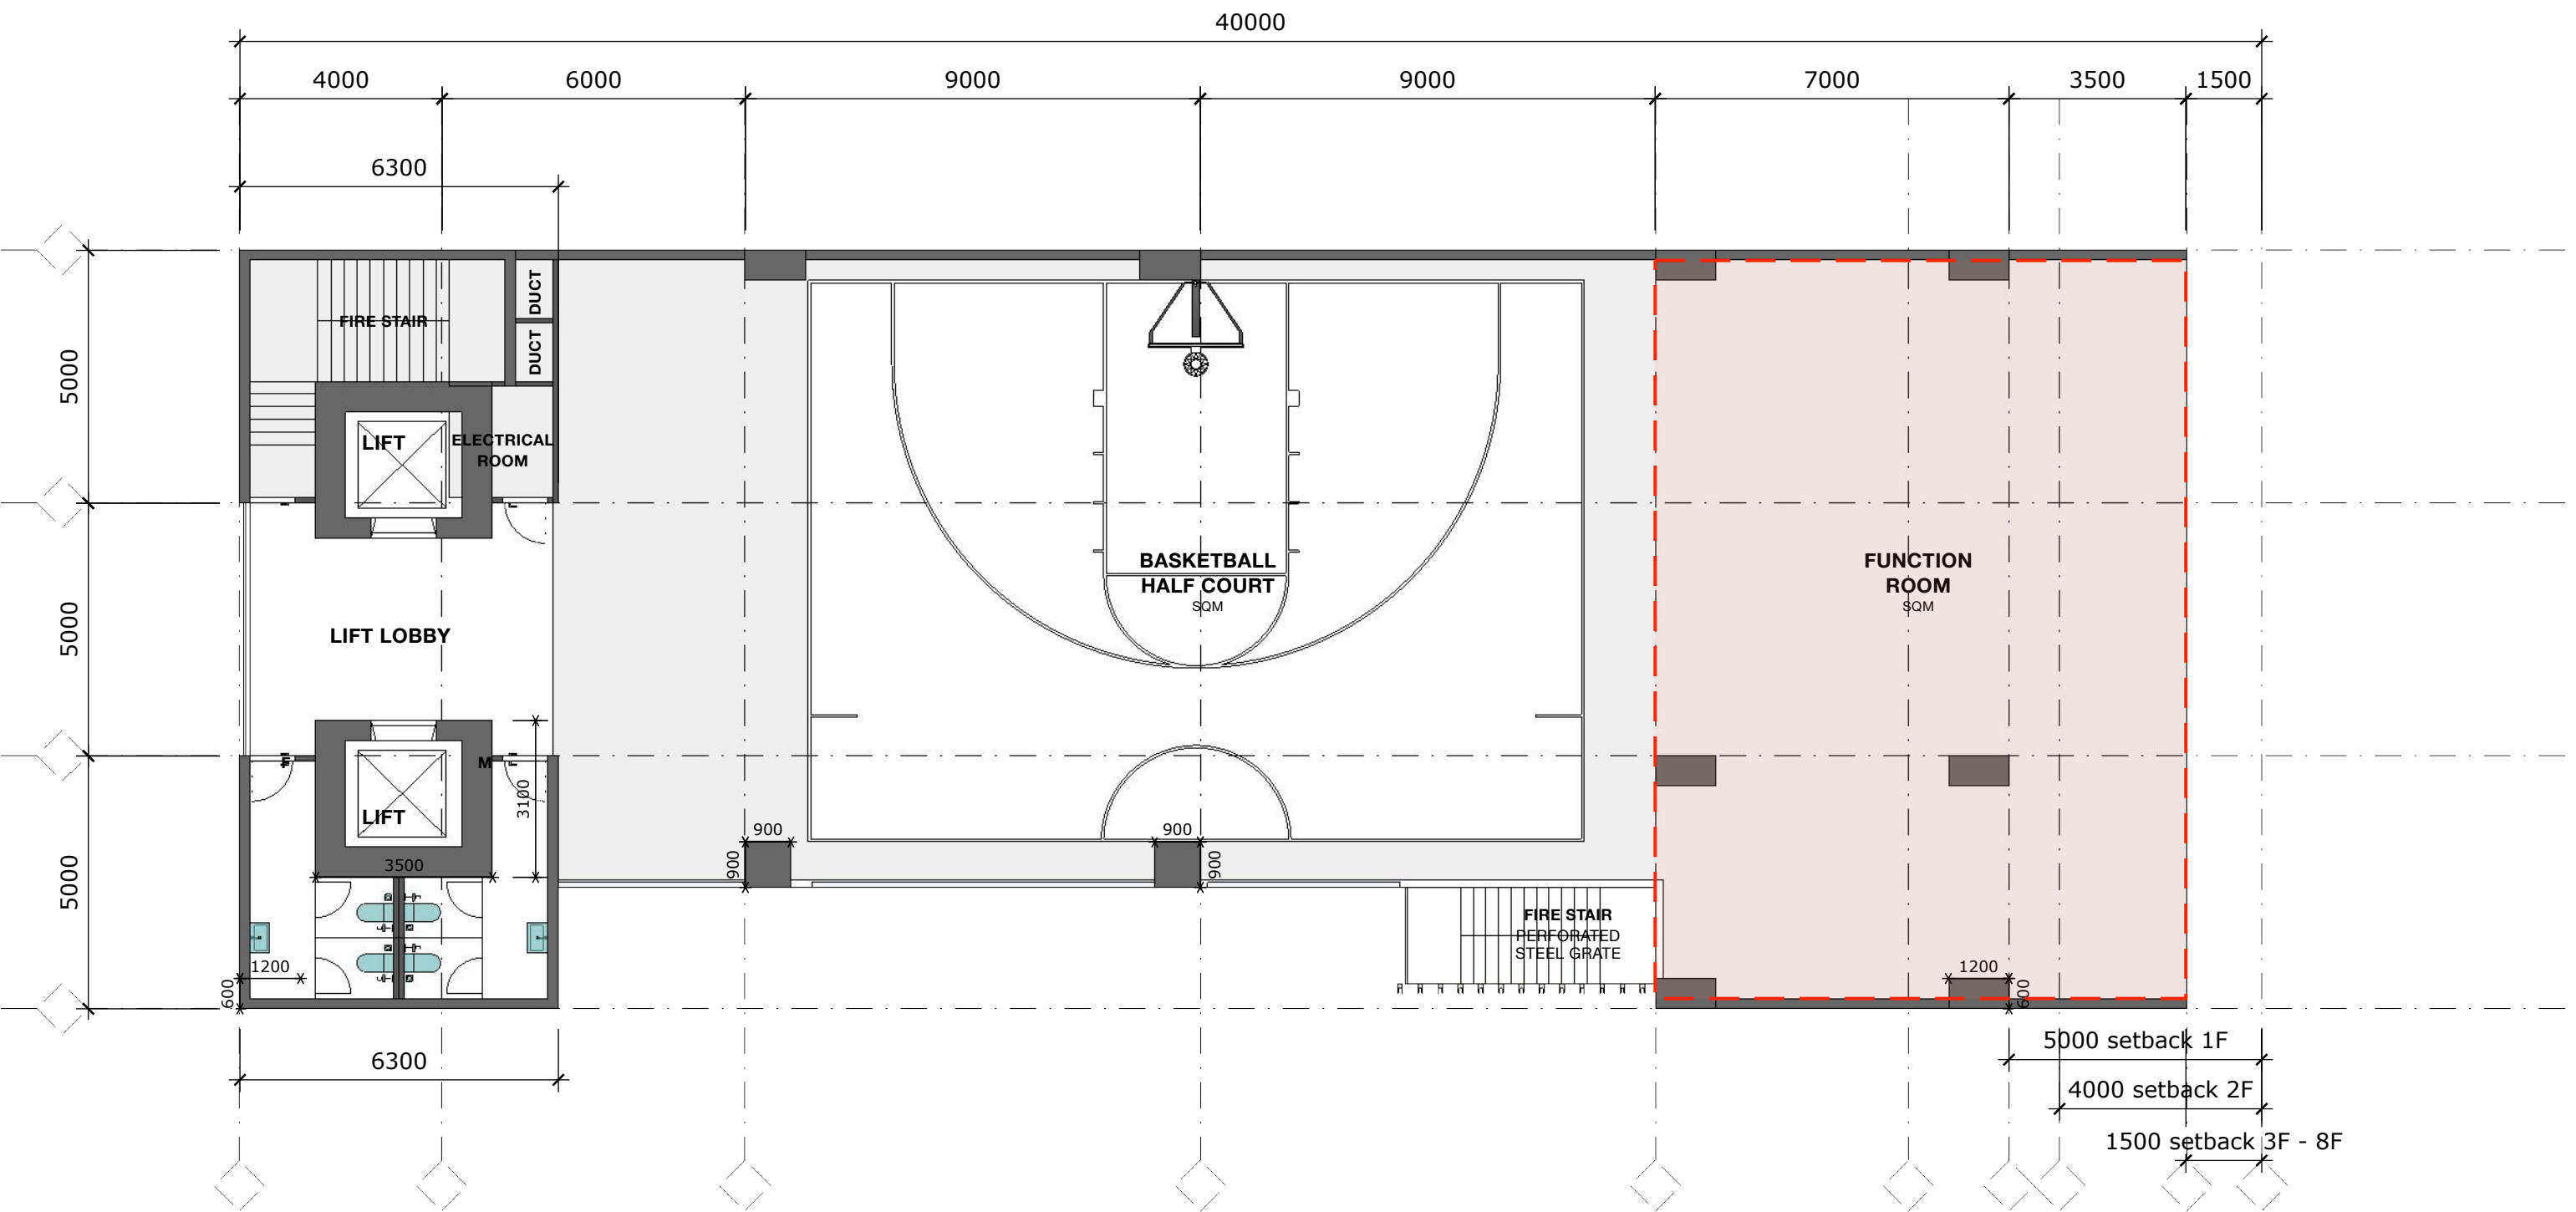 40000
4000
6000
9000
9000
7000
3500
1500
6300
5000
5000
5000
FIRE STAIR
DUCT
DUCT
LIFT
ELECTRICAL
ROOM
BASKETBALL
HALF COURT
SQM
FUNCTION
ROOM
SQM
LIFT LOBBY
F
M
3100
LIFT
3500
900
900
900
900
FIRE STAIR
PERFORATED
STEEL GRATE
1200
600
1200
600
6300
5000 setback 1F
4000 setback 2F
1500 setback 3F - 8F